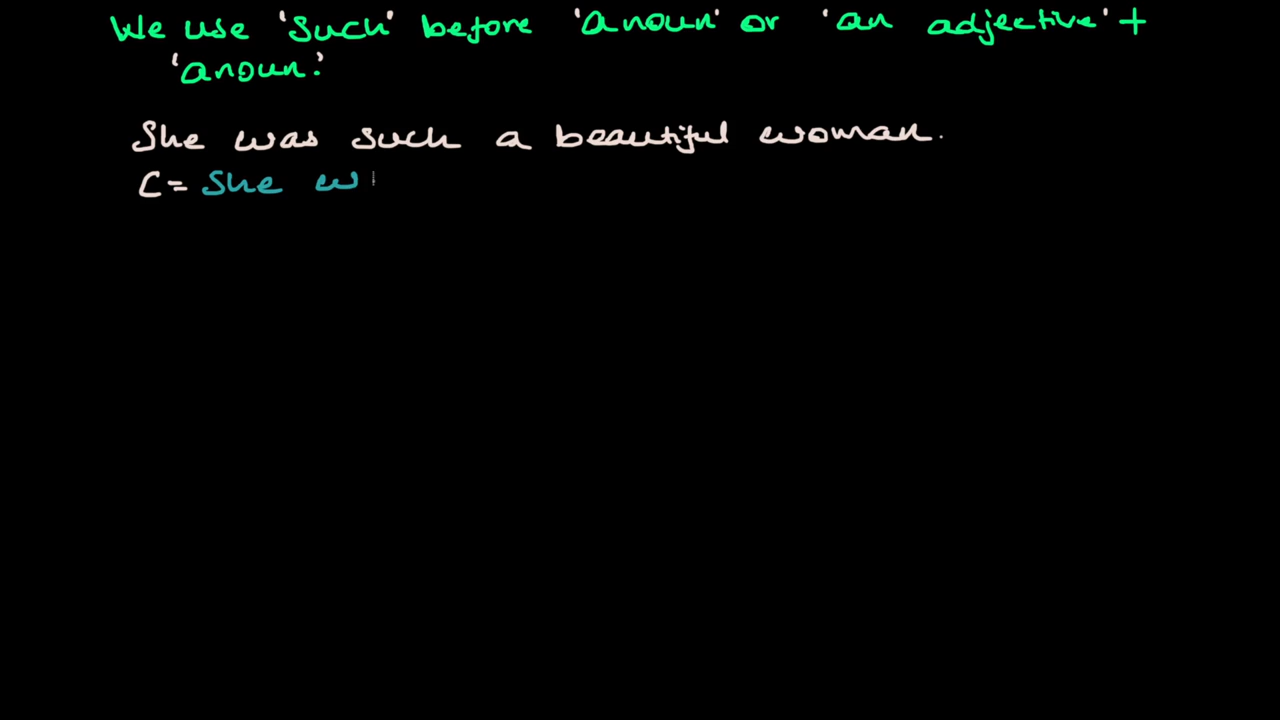 We use 'such' before 'a noun' or 'an adjective' +
'a noun'.
She was such a beautiful woman.
C = She w